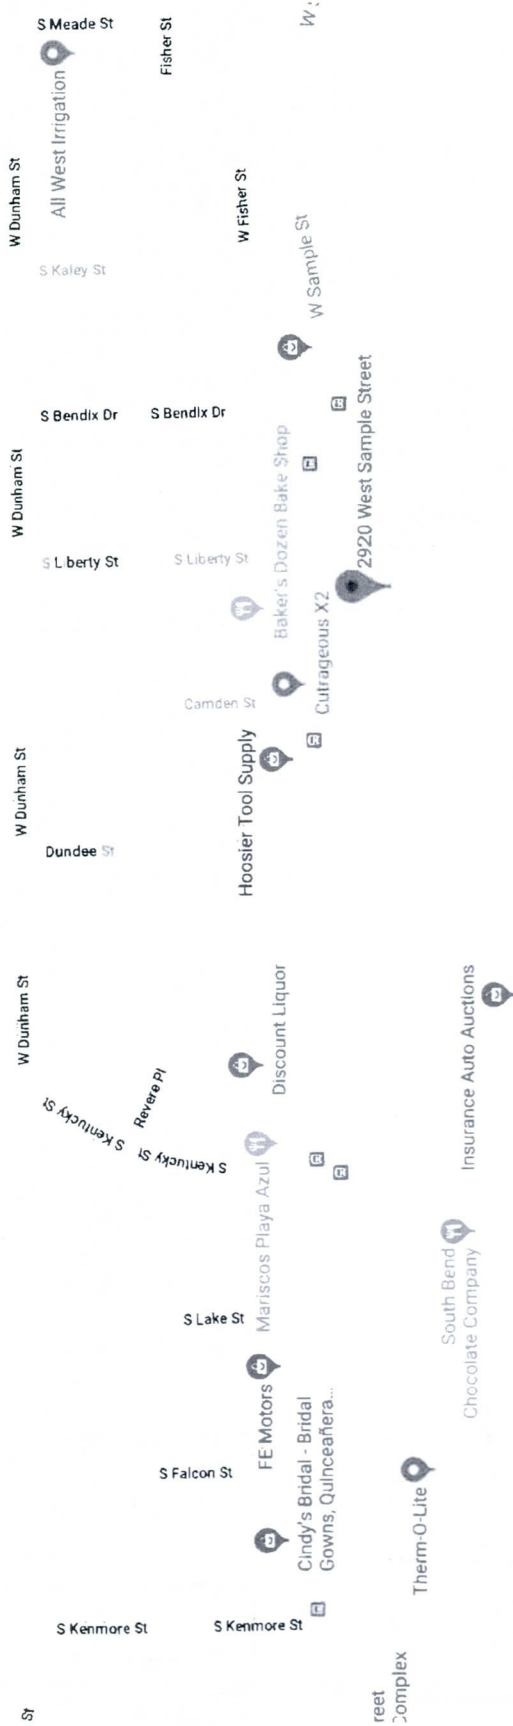 S Meade St
Fisher St
W
All West Irrigation
W Dunham St
W Fisher St
S Kaley St
W Sample St
S Bendix Dr
S Bendix Dr
2920 West Sample Street
W Dunham St
Baker's Dozen Bake Shop
S Liberty St
S Liberty St
Cutrageous X2
Camden St
W Dunham St
Hoosier Tool Supply
Dundee St
W Dunham St
Discount Liquor
Insurance Auto Auctions
S Kentucky St
Revere Pl
S Kentucky St
Mariscos Playa Azul
South Bend
Chocolate Company
S Lake St
FE Motors
Cindy's Bridal - Bridal
Gowns, Quinceañera...
S Falcon St
Therm-O-Lite
S Kenmore St
S Kenmore St
St
reet
Complex